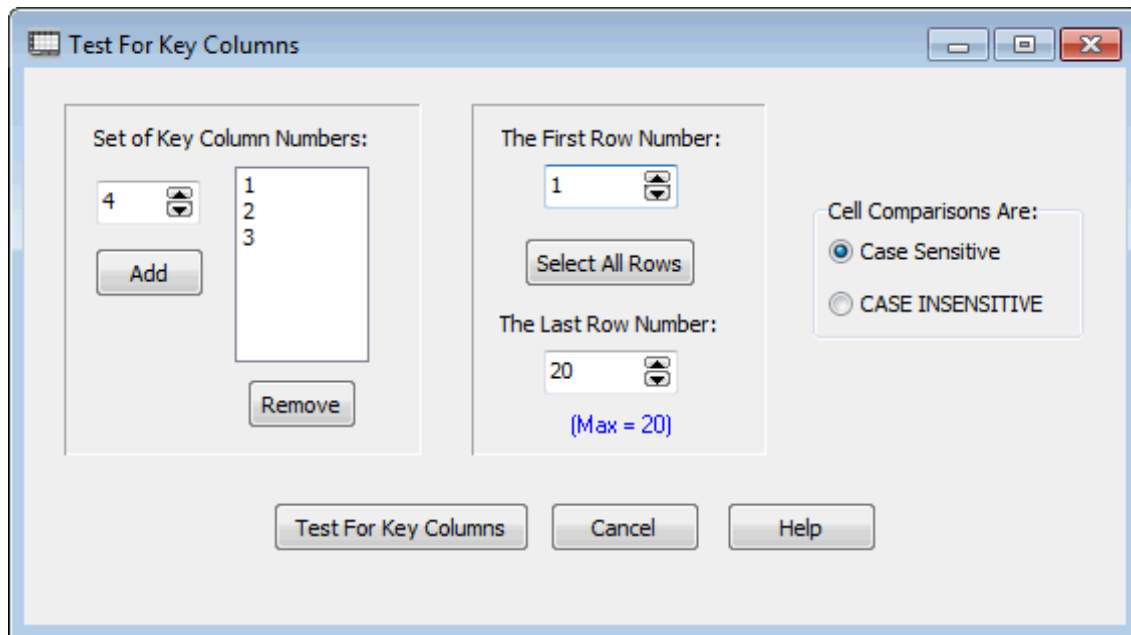 Test For Key Columns
Set of Key Column Numbers:
4
1
2
3
Add
Remove
The First Row Number:
1
Select All Rows
The Last Row Number:
20
(Max = 20)
Cell Comparisons Are:
Case Sensitive
CASE INSENSITIVE
Test For Key Columns
Cancel
Help